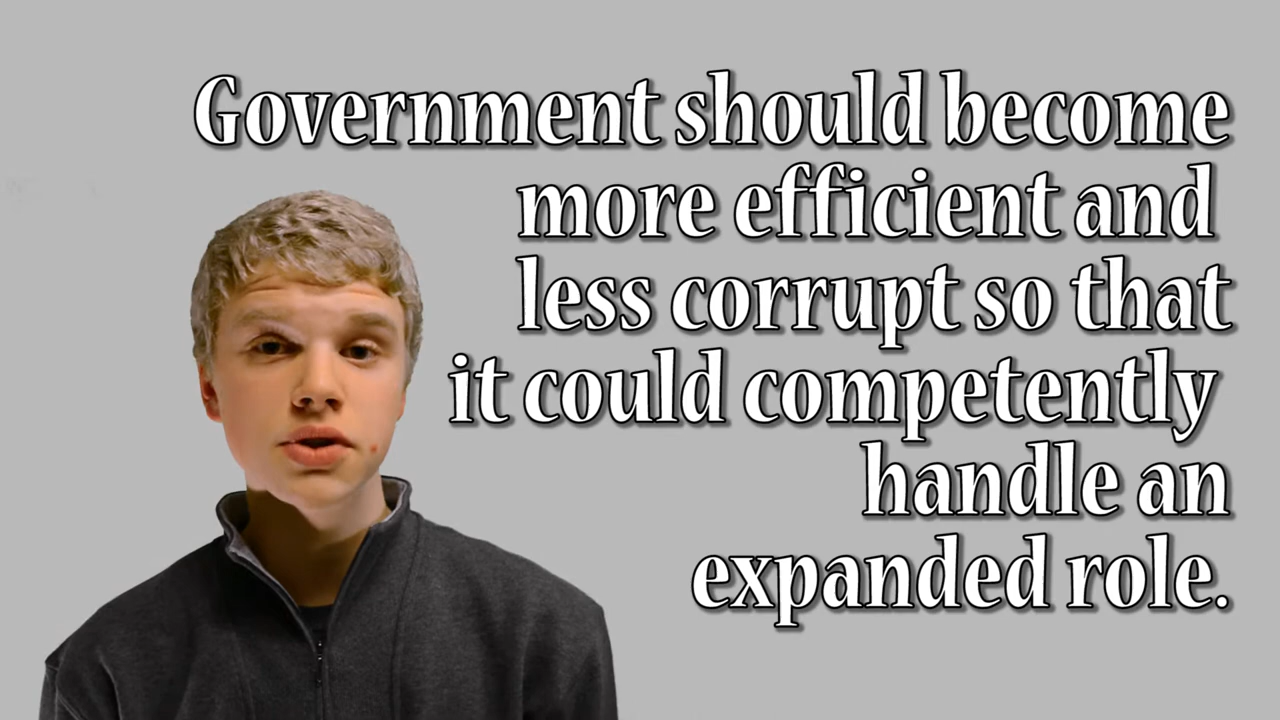 Government should become
more efficient and
less corrupt so that
it could competently
handle an
expanded role.